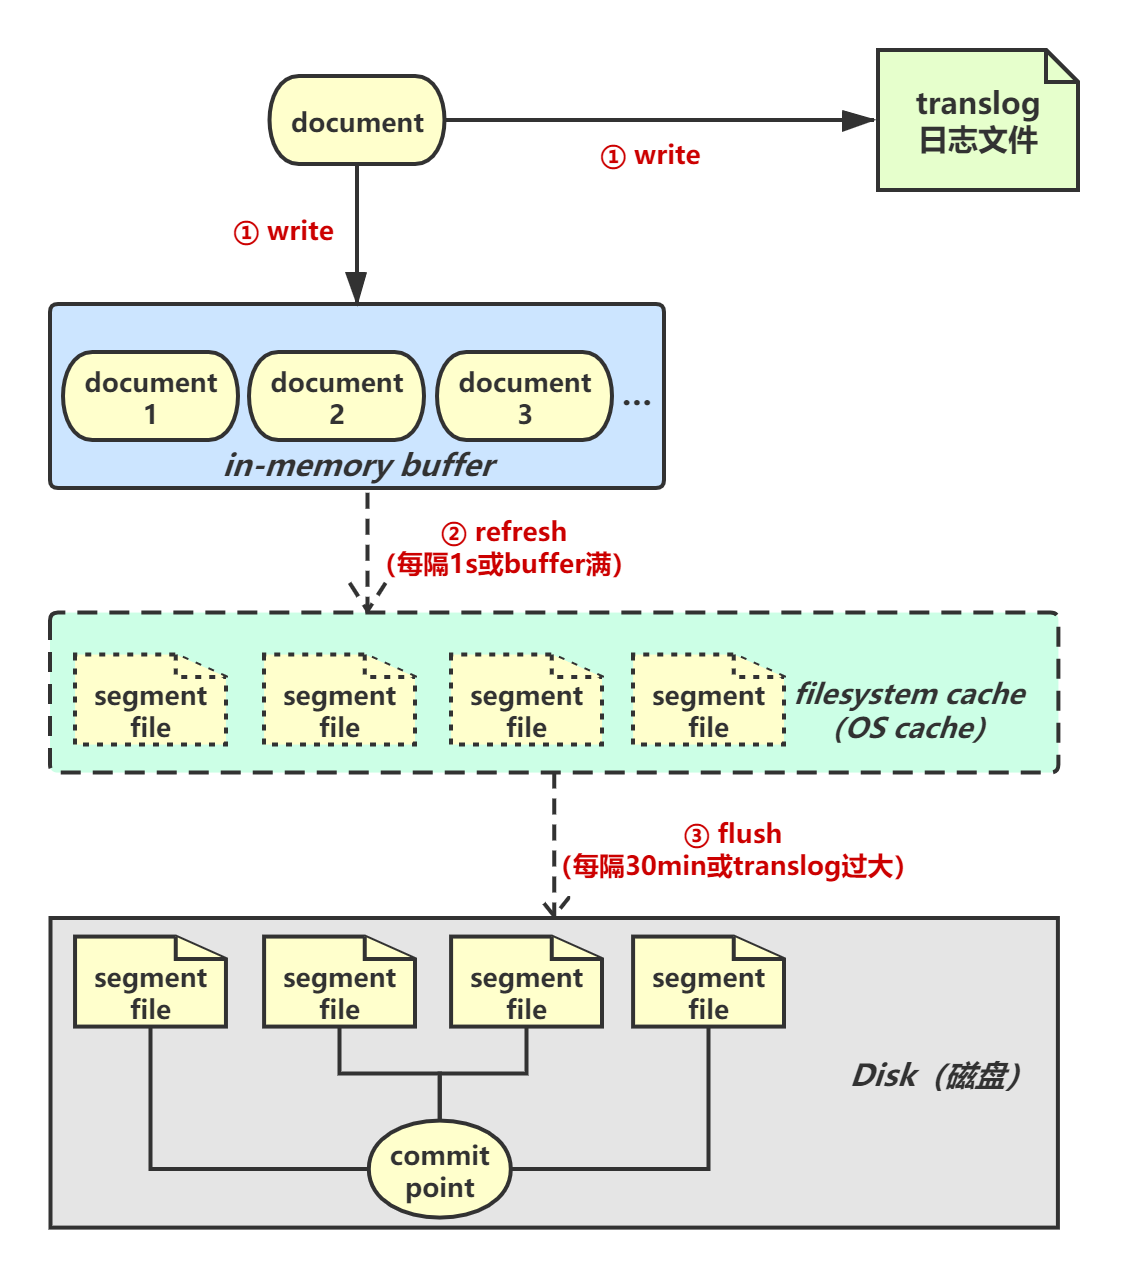 document
translog
日志文件
① write
① write
document
1
document
2
document
3
...
in-memory buffer
② refresh
（每隔1s或buffer满）
segment
file
segment
file
segment
file
segment
file
filesystem cache
（OS cache）
③ flush
（每隔30min或translog过大）
segment
file
segment
file
segment
file
segment
file
Disk（磁盘）
commit
point